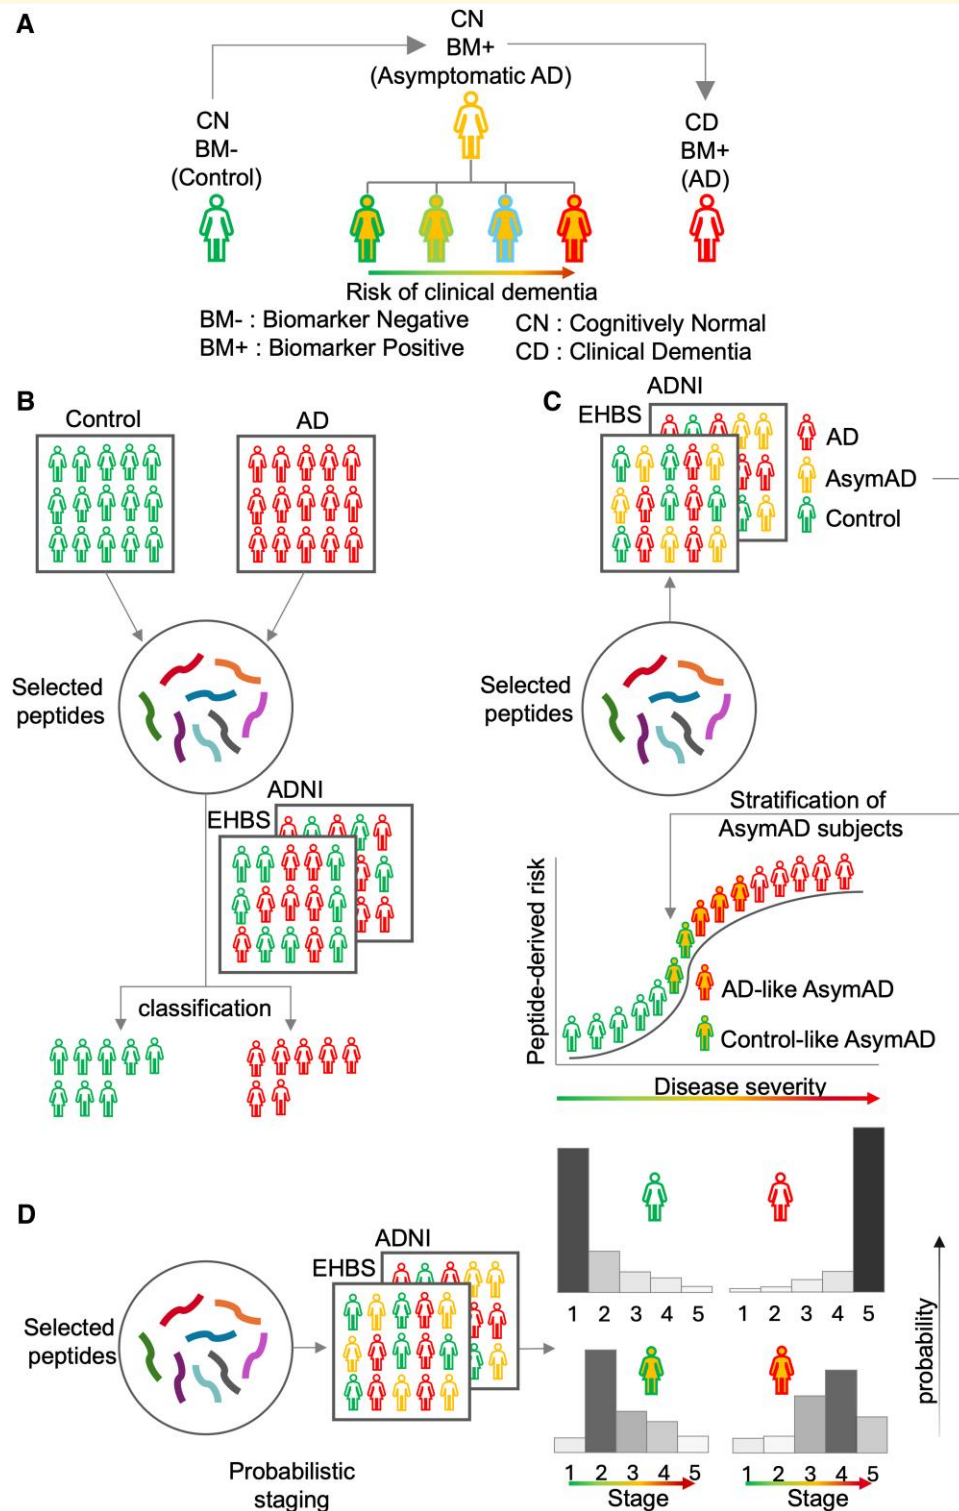 A
CN
BM+
(Asymptomatic AD)
CN
BM-
(Control)
CD
BM+
(AD)
Risk of clinical dementia
BM- : Biomarker Negative
BM+ : Biomarker Positive
CN : Cognitively Normal
CD : Clinical Dementia
B
Control
AD
Selected
peptides
ADNI
EHBS
classification
C
ADNI
EHBS
AD
AsymAD
Control
Selected
peptides
Stratification of
AsymAD subjects
Peptide-derived risk
AD-like AsymAD
Control-like AsymAD
Disease severity
D
Selected
peptides
ADNI
EHBS
Probabilistic
staging
1 2 3 4 5
1 2 3 4 5
1 2 3 4 5
Stage
1 2 3 4 5
Stage
probability